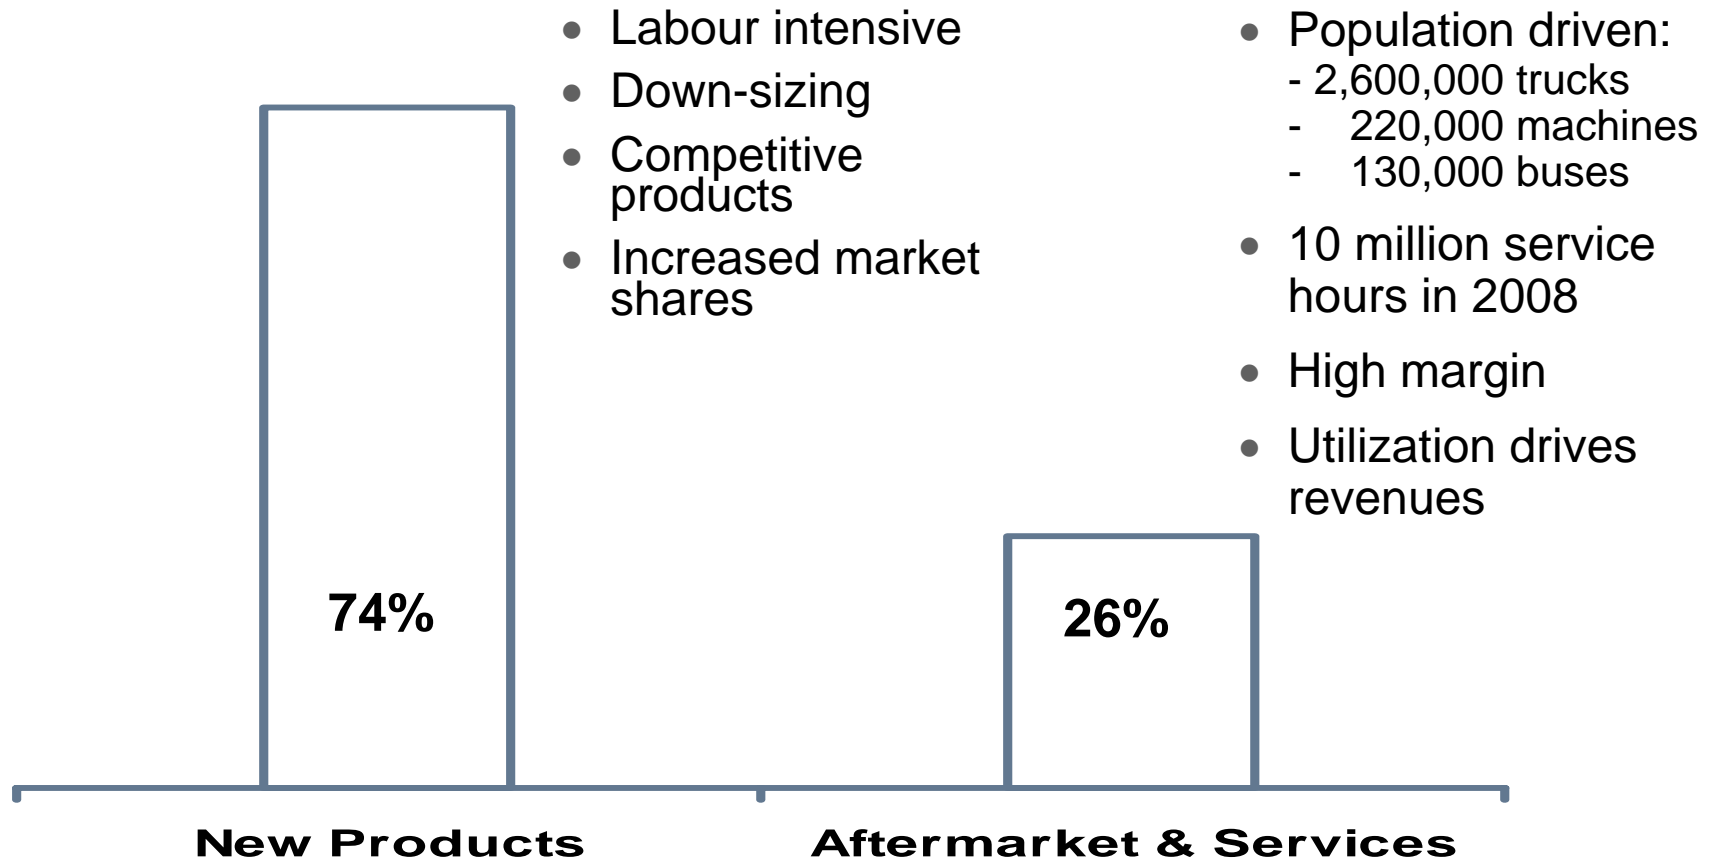 • Labour intensive
• Down-sizing
• Competitive
products
• Increased market
shares
• Population driven:
- 2,600,000 trucks
- 220,000 machines
- 130,000 buses
• 10 million service
hours in 2008
• High margin
• Utilization drives
revenues
74%
26%
New Products
Aftermarket & Services